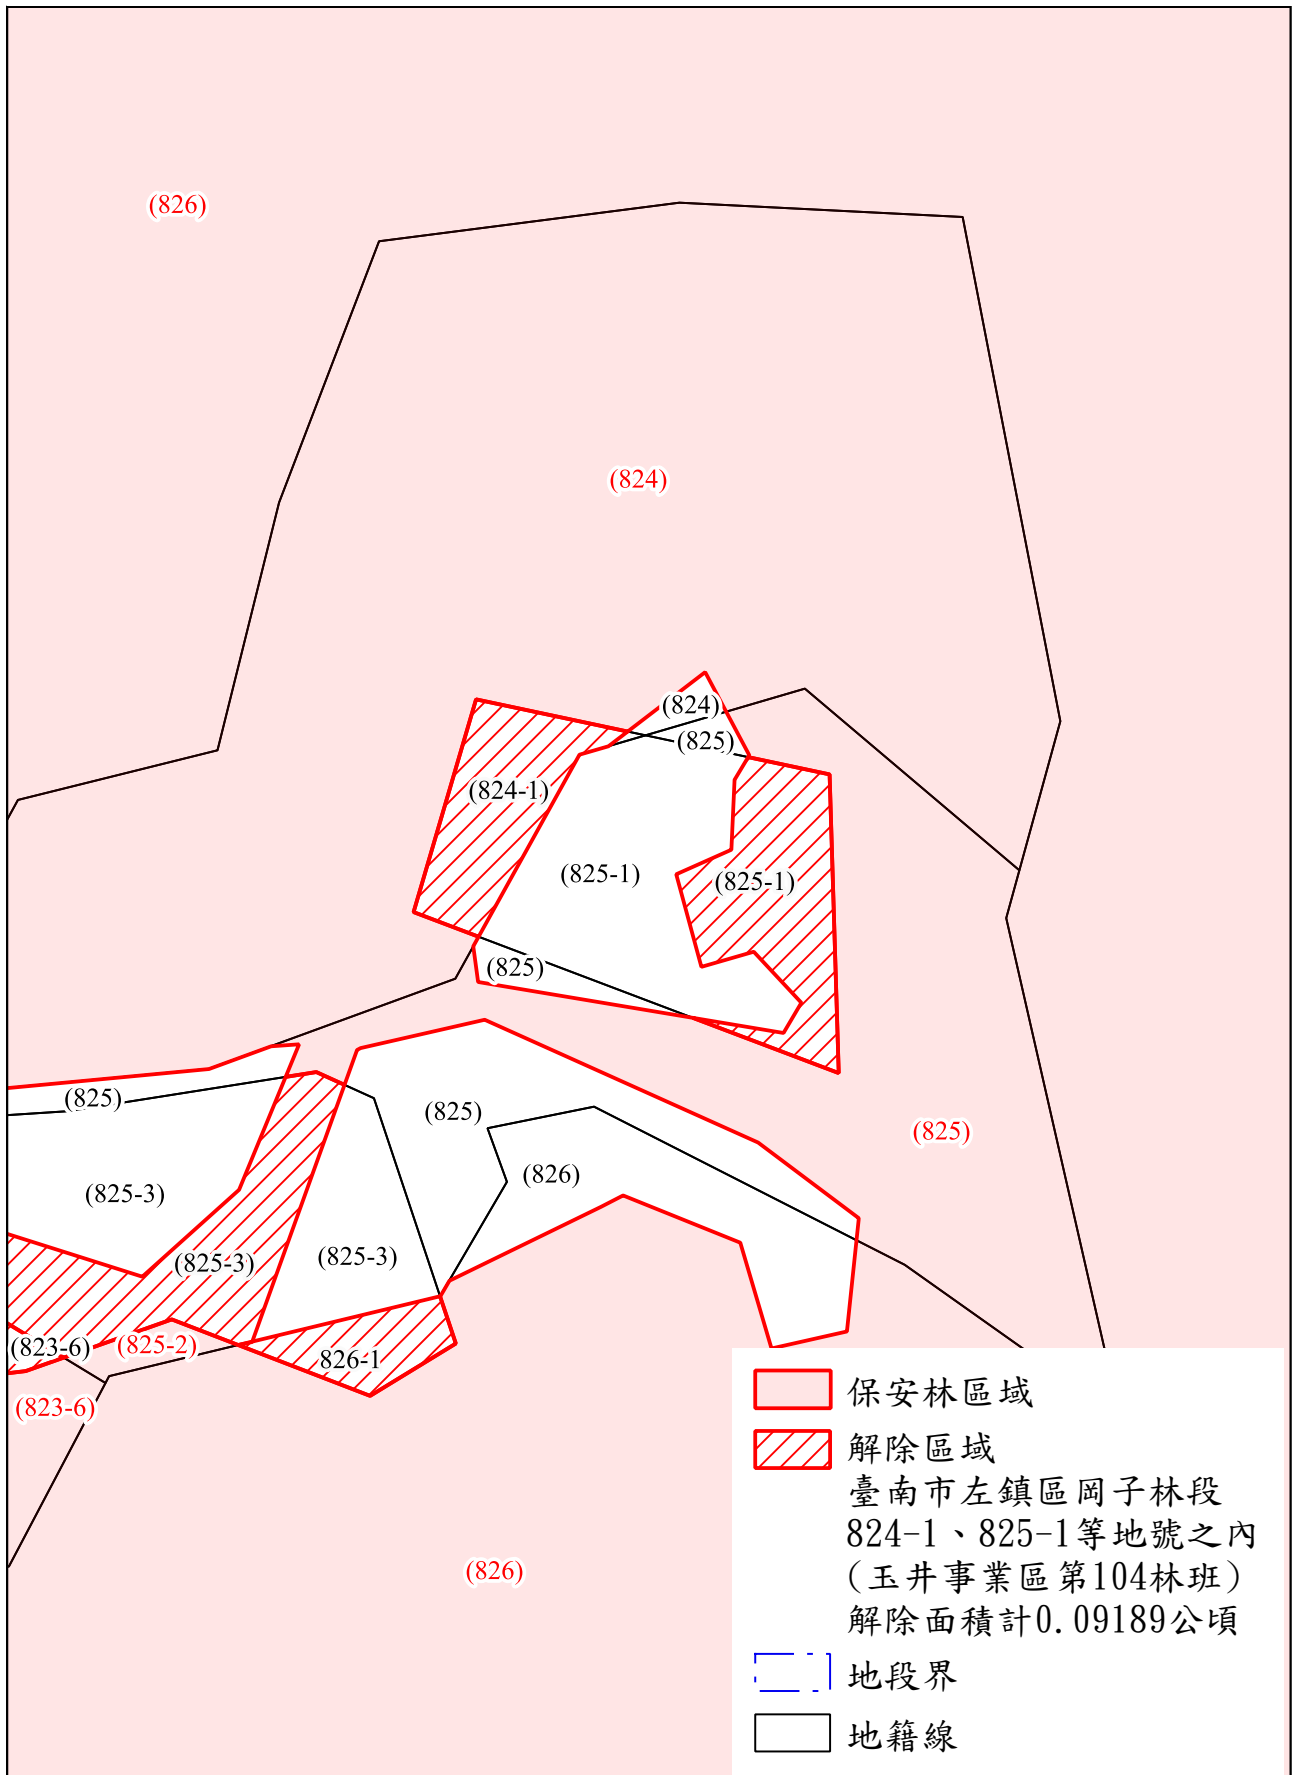 (826)
(824)
(824)
(825)
(824-1)
(825-1)
(825-1)
(825)
(825)
(825)
(825)
(826)
(825-3)
(825-3)
(825-3)
(823-6)
(825-2)
826-1
(823-6)
(826)
保安林區域
解除區域
臺南市左鎮區岡子林段
824-1、825-1等地號之內
(玉井事業區第104林班)
解除面積計0.09189公頃
地段界
地籍線